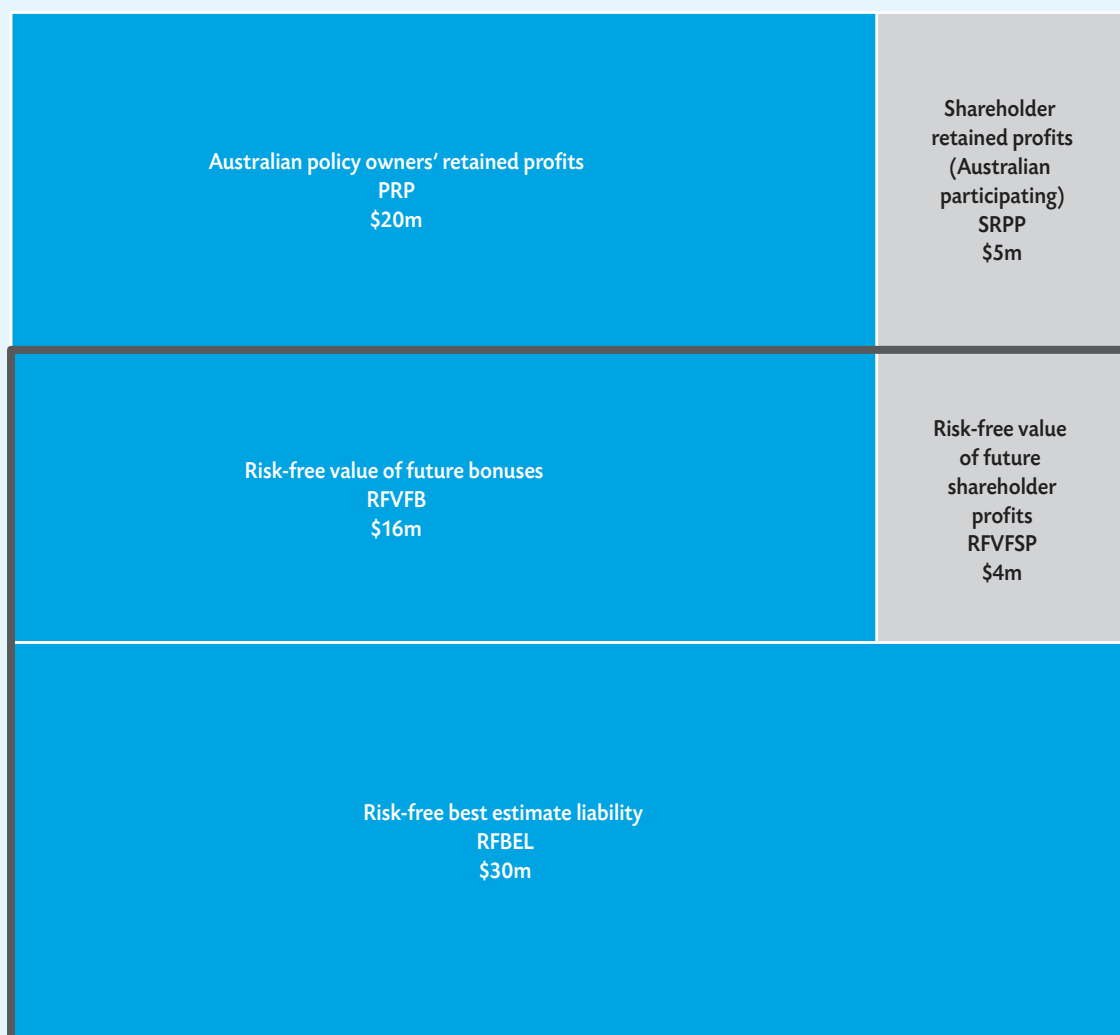 Australian policy owners' retained profits
PRP
$20m
Shareholder
retained profits
(Australian
participating)
SRPP
$5m
Risk-free value of future bonuses
RFVFB
$16m
Risk-free value
of future
shareholder
profits
RFVFSP
$4m
Risk-free best estimate liability
RFBEL
$30m